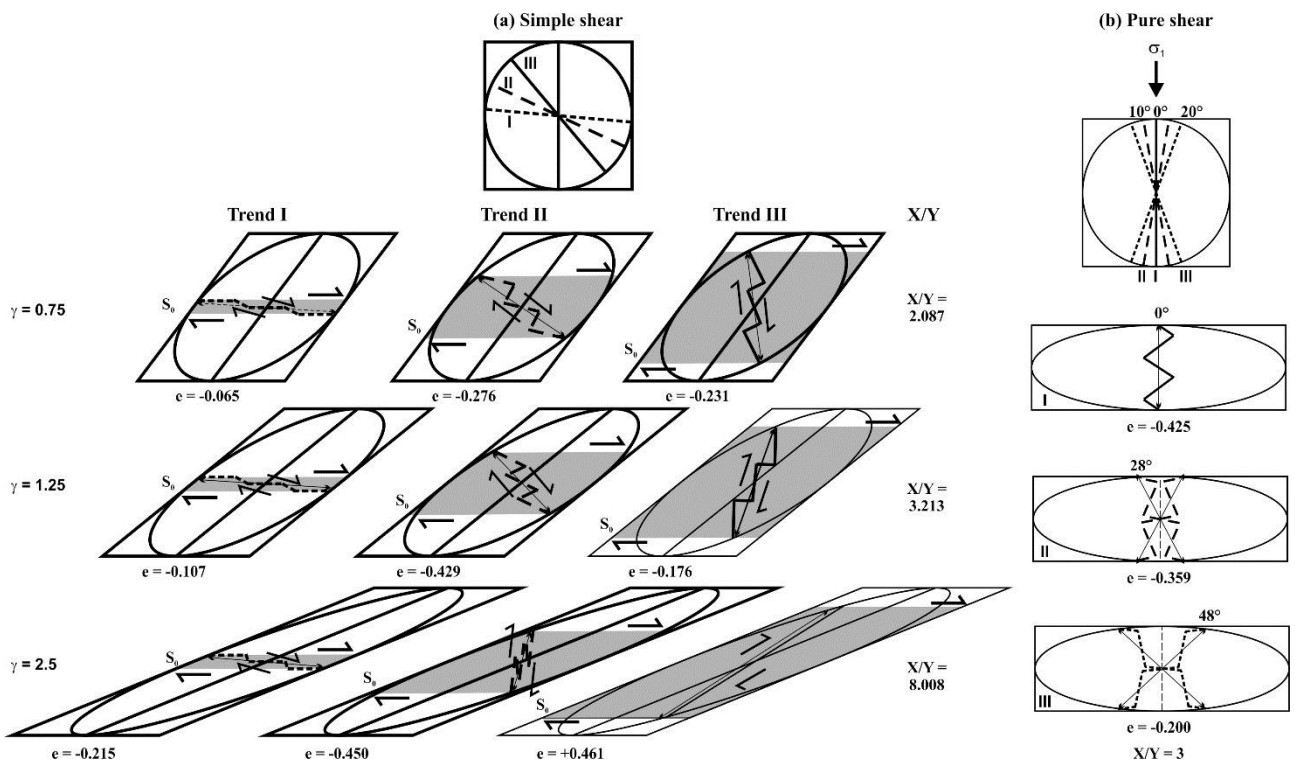 (a) Simple shear
III
II
I
Trend I
Trend II
Trend III
X/Y
γ = 0.75
S₀
S₀
S₀
X/Y =
2.087
e = -0.065
e = -0.276
e = -0.231
γ = 1.25
S₀
S₀
S₀
X/Y =
3.213
e = -0.107
e = -0.429
e = -0.176
γ = 2.5
S₀
S₀
S₀
X/Y =
8.008
e = -0.215
e = -0.450
e = +0.461
(b) Pure shear
σ₁
10° 0° 20°
II I III
0°
I
e = -0.425
28°
II
e = -0.359
48°
III
e = -0.200
X/Y = 3